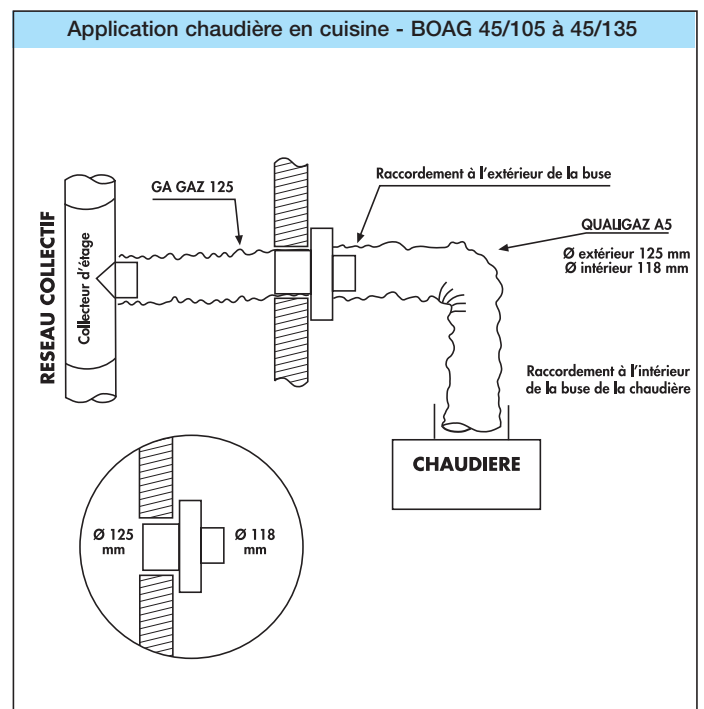 Application chaudière en cuisine - BOAG 45/105 à 45/135
GA GAZ 125
Raccordement à l'extérieur de la buse
RESEAU COLLECTIF
Collecteur d'étage
QUALIGAZ A5
Ø extérieur 125 mm
Ø intérieur 118 mm
Raccordement à l'intérieur
de la buse de la chaudière
CHAUDIERE
Ø 125
mm
Ø 118
mm